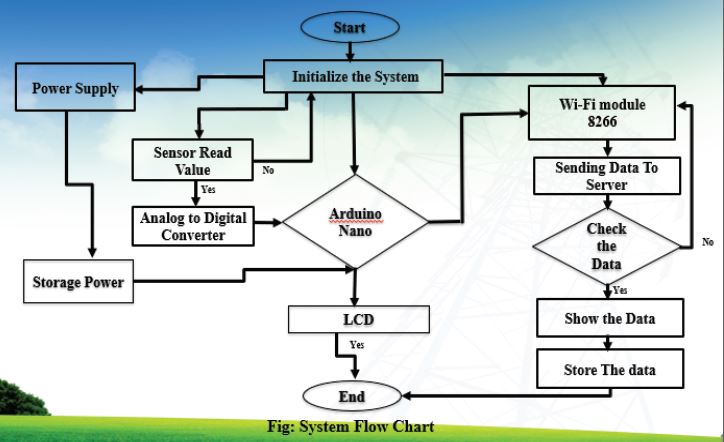 Start
Initialize the System
Power Supply
Wi-Fi module
8266
Sensor Read
Value
No
Yes
Sending Data To
Server
Analog to Digital
Converter
Arduino
Nano
Check
the
Data
No
Yes
Storage Power
LCD
Show the Data
Yes
Store The data
End
Fig: System Flow Chart